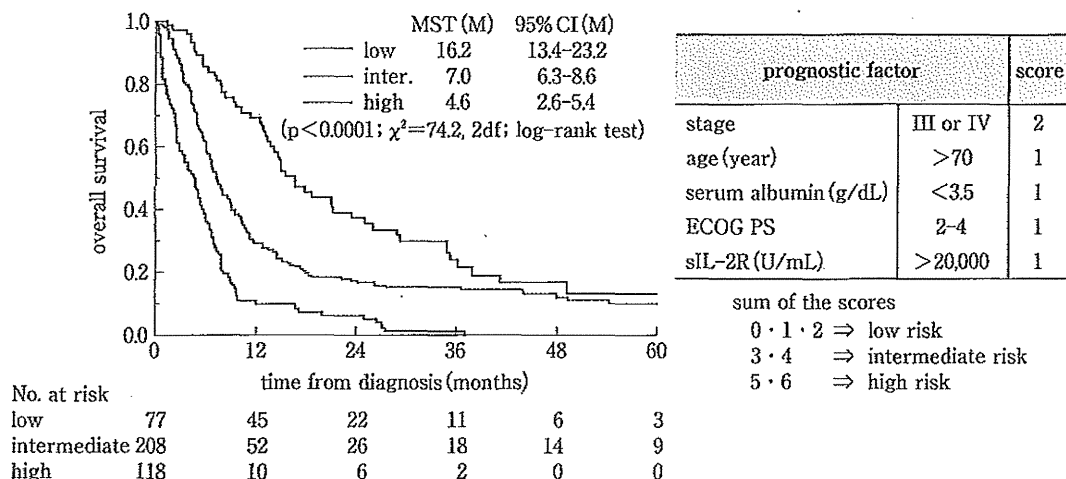 MST (M) 95% CI (M)
low 16.2 13.4–23.2
inter. 7.0 6.3–8.6
high 4.6 2.6–5.4
(p<0.0001; χ²=74.2, 2df; log-rank test)
overall survival
1.0
0.8
0.6
0.4
0.2
0.0
0 12 24 36 48 60
time from diagnosis (months)
No. at risk
low 77 45 22 11 6 3
intermediate 208 52 26 18 14 9
high 118 10 6 2 0 0
prognostic factor score
stage III or IV 2
age (year) >70 1
serum albumin (g/dL) <3.5 1
ECOG PS 2–4 1
sIL-2R (U/mL) >20,000 1
sum of the scores
0・1・2 ⇒ low risk
3・4 ⇒ intermediate risk
5・6 ⇒ high risk